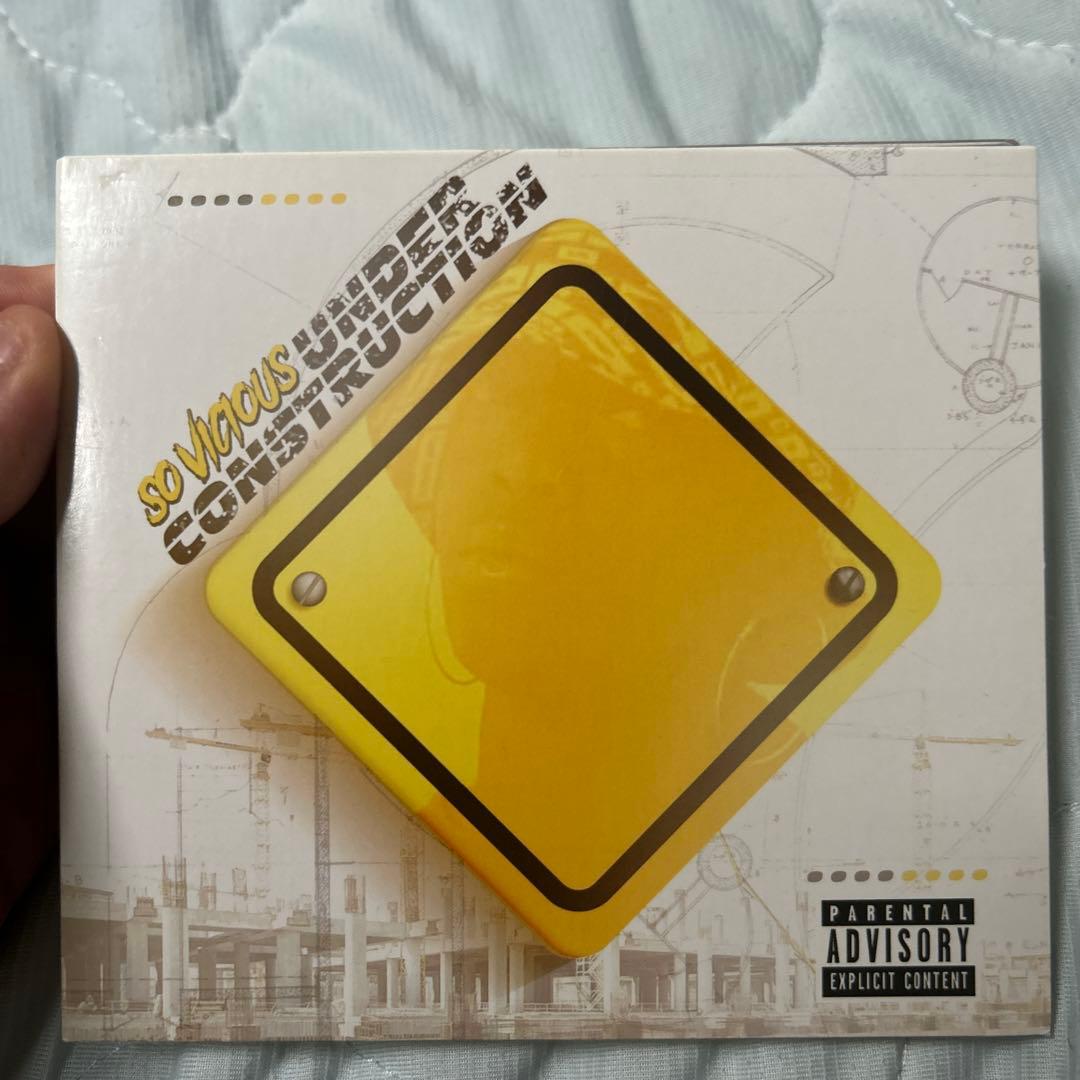 SO VICIOUS UNDER
CONSTRUCTION
PARENTAL
ADVISORY
EXPLICIT CONTENT